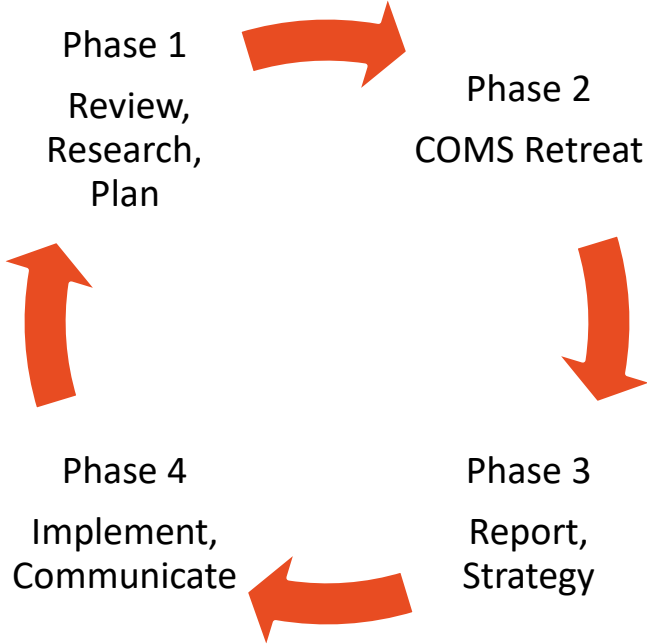 Phase 1
Review,
Research,
Plan
Phase 2
COMS Retreat
Phase 3
Report,
Strategy
Phase 4
Implement,
Communicate